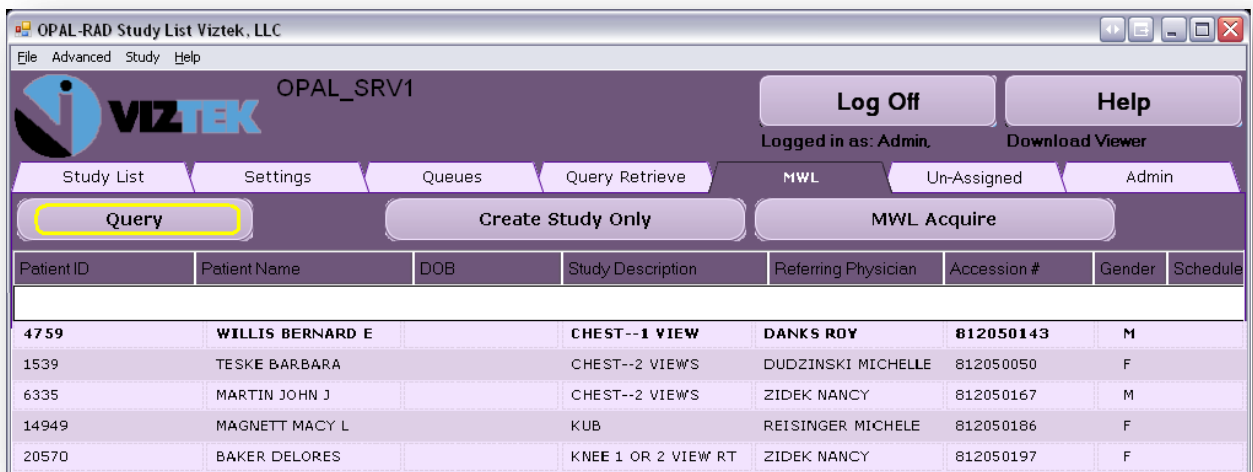 OPAL-RAD Study List Viztek, LLC
File Advanced Study Help
VIZTEK OPAL_SRV1 Log Off Help
Logged in as: Admin, Download Viewer
Study List Settings Queues Query Retrieve MWL Un-Assigned Admin
Query Create Study Only MWL Acquire
Patient ID Patient Name DOB Study Description Referring Physician Accession # Gender Schedule
4759 WILLIS BERNARD E CHEST--1 VIEW DANKS ROY 812050143 M
1539 TESKE BARBARA CHEST--2 VIEWS DUDZINSKI MICHELLE 812050050 F
6335 MARTIN JOHN J CHEST--2 VIEWS ZIDEK NANCY 812050167 M
14949 MAGNETT MACY L KUB REISINGER MICHELE 812050186 F
20570 BAKER DELORES KNEE 1 OR 2 VIEW RT ZIDEK NANCY 812050197 F